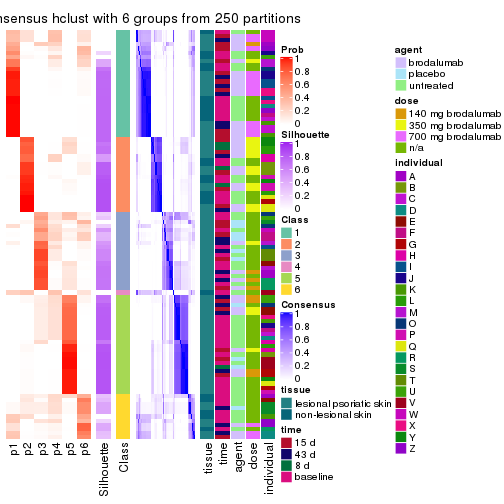 nsensus hclust with 6 groups from 250 partitions
p1
p2
p3
p4
p5
p6
Silhouette
Class
tissue
time
agent
dose
individual
Prob
1
0.8
0.6
0.4
0.2
0
Silhouette
1
0.8
0.6
0.4
0.2
0
Class
1
2
3
4
5
6
Consensus
1
0.8
0.6
0.4
0.2
0
tissue
lesional psoriatic skin
non-lesional skin
time
15 d
43 d
8 d
baseline
agent
brodalumab
placebo
untreated
dose
140 mg brodalumab
350 mg brodalumab
700 mg brodalumab
n/a
individual
A
B
C
D
E
F
G
H
I
J
K
L
M
O
P
Q
R
S
T
U
V
W
X
Y
Z